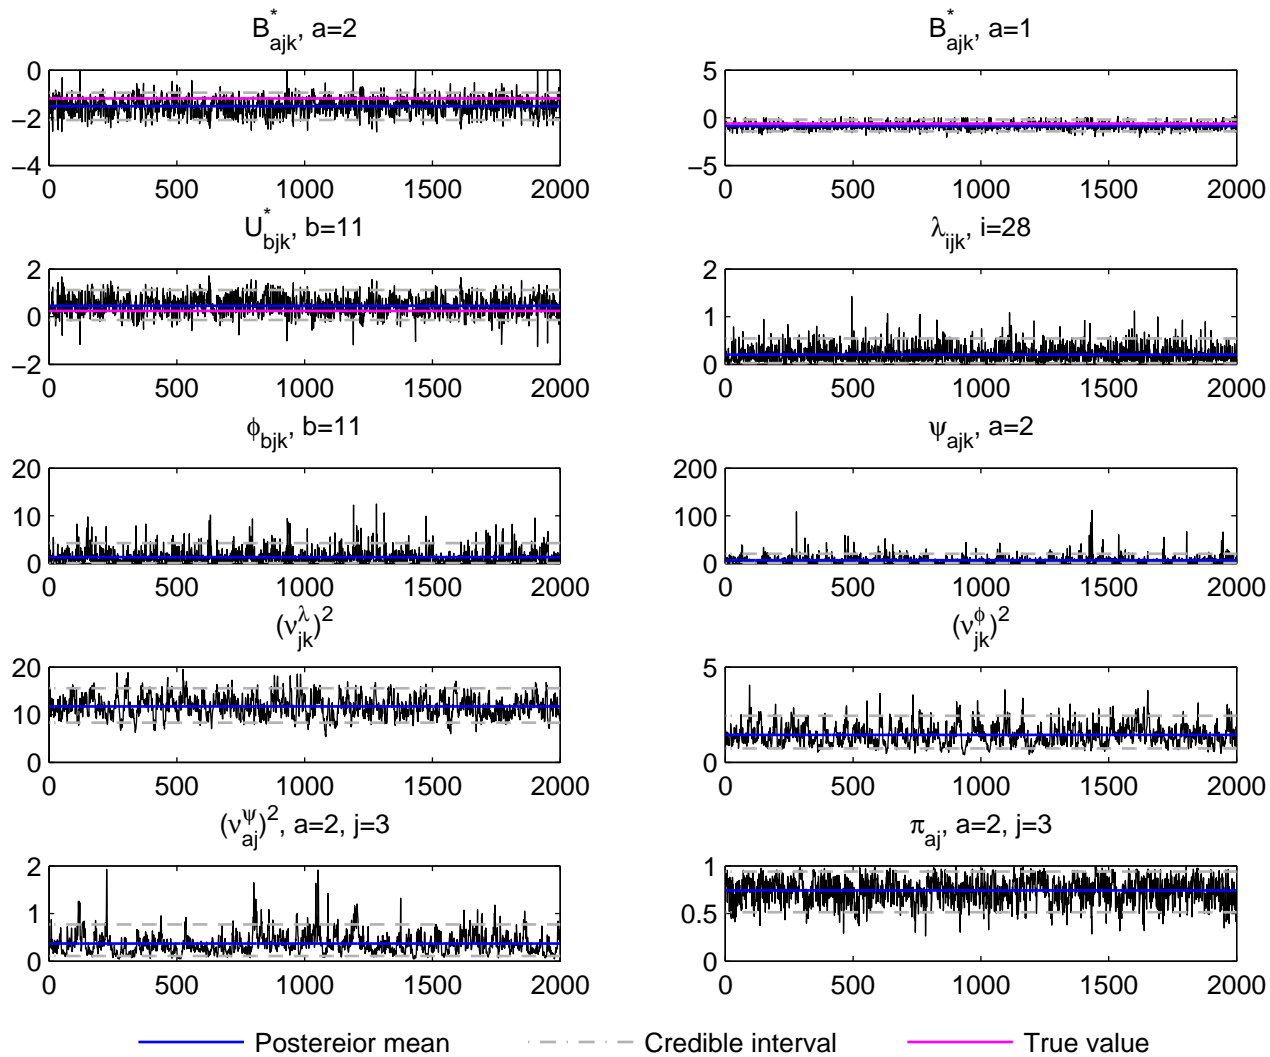 B*ajk, a=2
B*ajk, a=1
0
−2
−4
0 500 1000 1500 2000
5
0
−5
0 500 1000 1500 2000
U*bjk, b=11
λijk, i=28
2
0
−2
0 500 1000 1500 2000
2
1
0
0 500 1000 1500 2000
ϕbjk, b=11
ψajk, a=2
20
10
0
0 500 1000 1500 2000
200
100
0
0 500 1000 1500 2000
(νλjk)2
(νϕjk)2
20
10
0
0 500 1000 1500 2000
5
0
0 500 1000 1500 2000
(νψaj)2, a=2, j=3
πaj, a=2, j=3
2
1
0
0 500 1000 1500 2000
1
0.5
0
0 500 1000 1500 2000
Postereior mean Credible interval True value